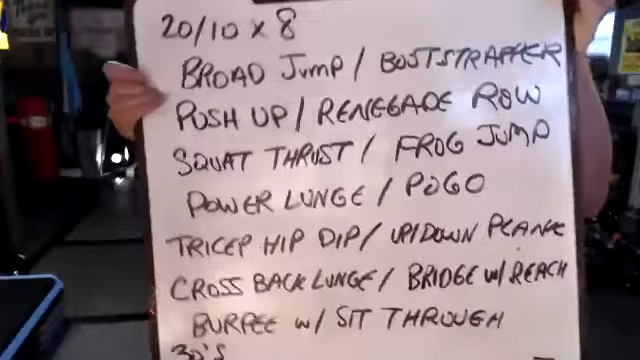 20/10 x 8
BROAD JUMP / BOOTSTRAPPER
PUSH UP / RENEGADE ROW
SQUAT THRUST / FROG JUMP
POWER LUNGE / POGO
TRICEP HIP DIP / UP/DOWN PLANK
CROSS BACK LUNGE / BRIDGE W/ REACH
BURPEE W/ SIT THROUGH
30'S